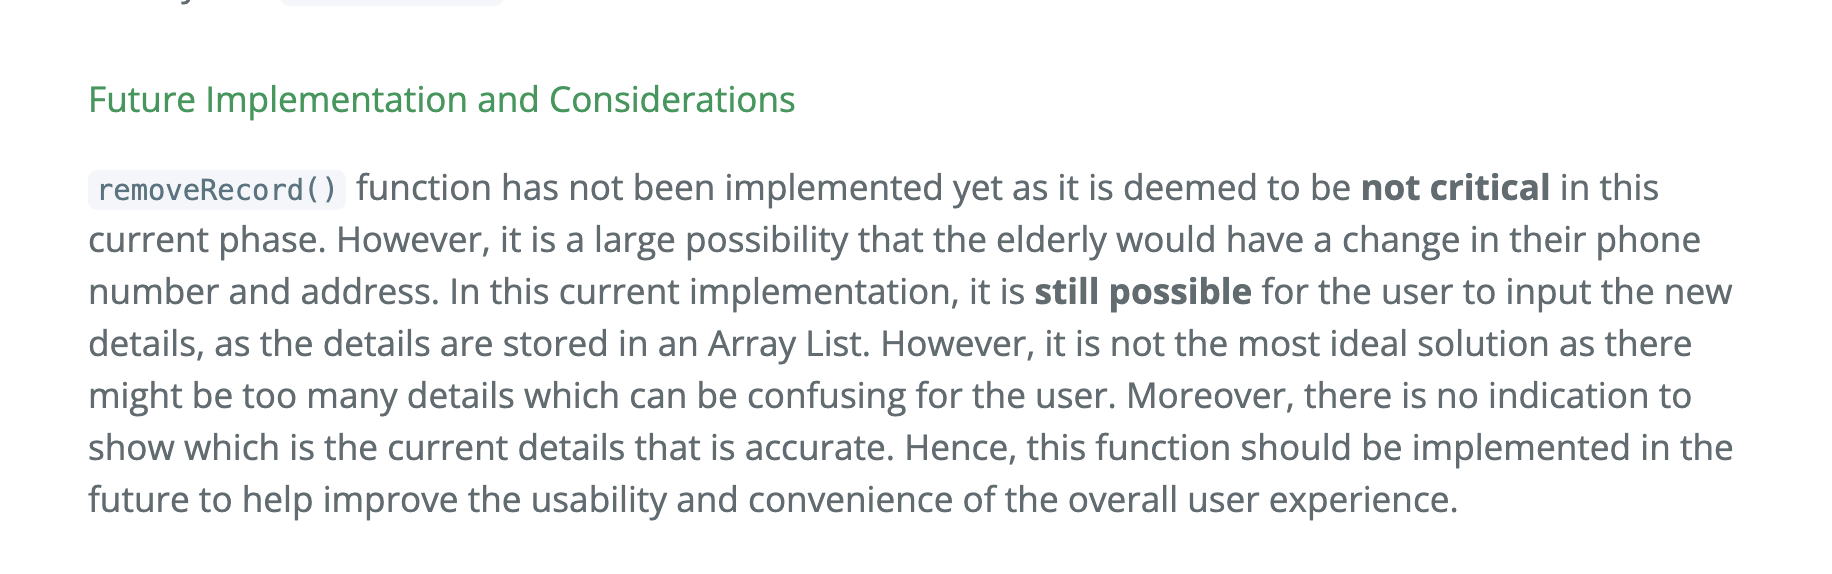 Future Implementation and Considerations
removeRecord() function has not been implemented yet as it is deemed to be not critical in this
current phase. However, it is a large possibility that the elderly would have a change in their phone
number and address. In this current implementation, it is still possible for the user to input the new
details, as the details are stored in an Array List. However, it is not the most ideal solution as there
might be too many details which can be confusing for the user. Moreover, there is no indication to
show which is the current details that is accurate. Hence, this function should be implemented in the
future to help improve the usability and convenience of the overall user experience.